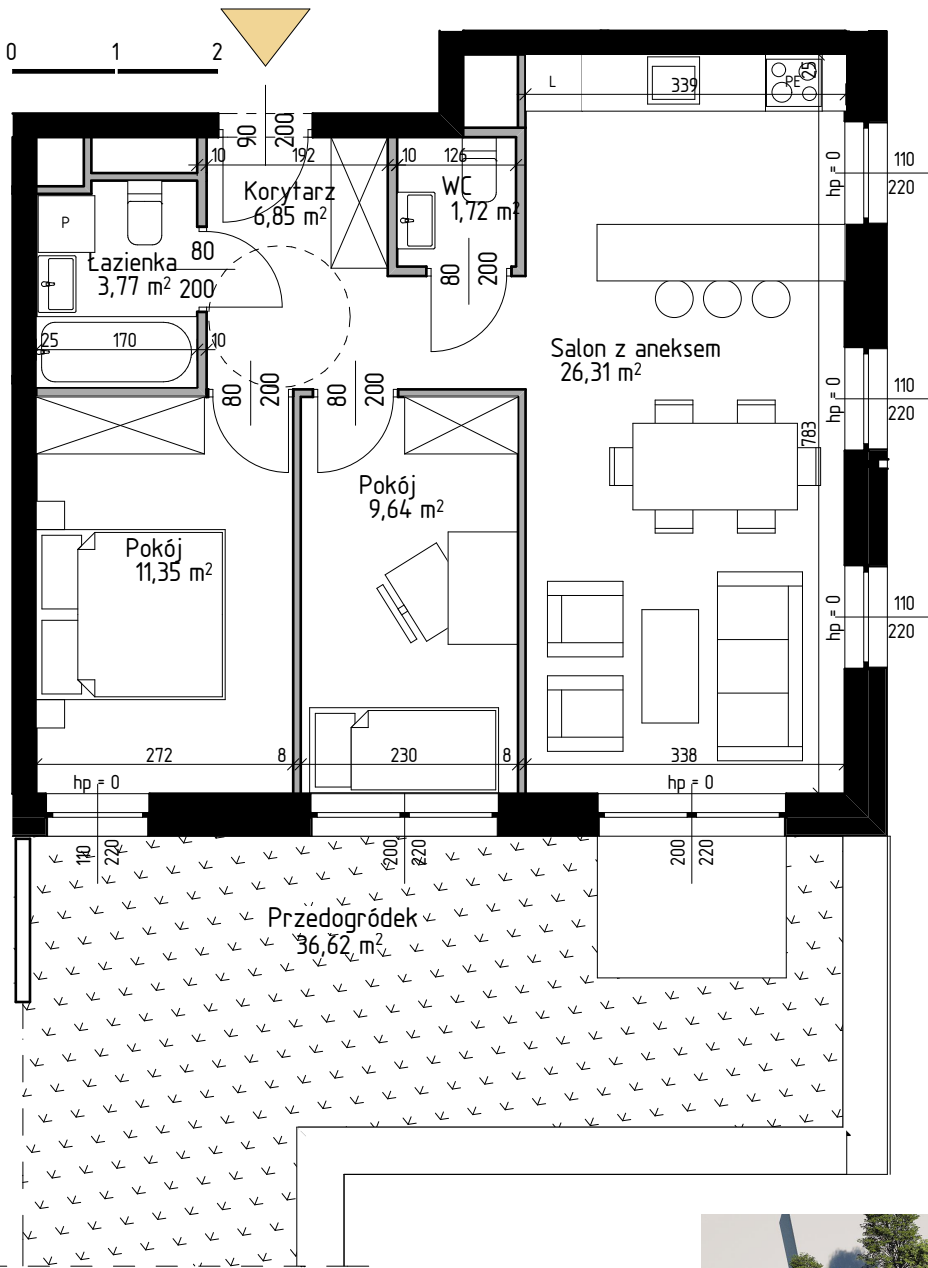 0 1 2
L
339
PE
25
90
200
10
192
10
126
Korytarz
6,85 m²
WC
1,72 m²
hp = 0
110
220
P
80
200
Łazienka
3,77 m²
80
200
25
170
10
80
200
80
200
Salon z aneksem
26,31 m²
hp = 0
110
220
783
Pokój
9,64 m²
Pokój
11,35 m²
hp = 0
110
220
272
8
230
8
338
hp = 0
hp = 0
110
220
200
220
200
220
Przedogródek
36,62 m²